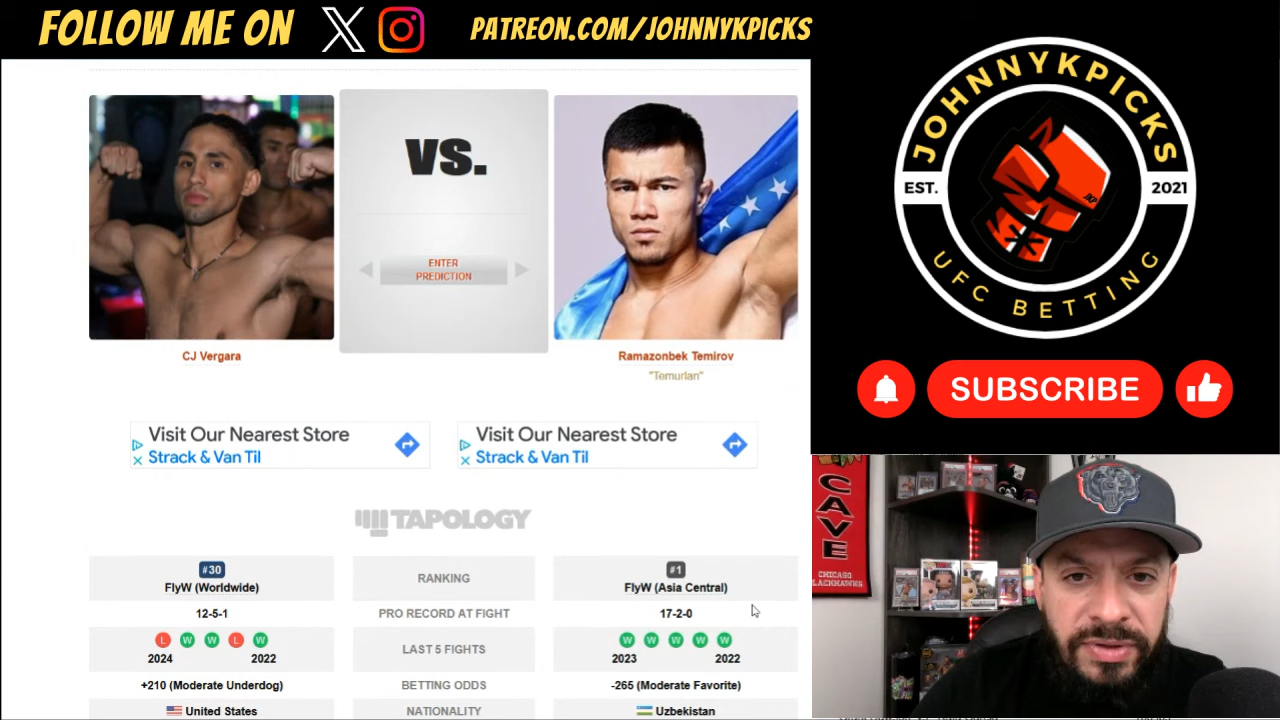 FOLLOW ME ON
PATREON.COM/JOHNNYKPICKS
JOHNNYKPICKS
EST.
2021
UFC BETTING
JKP
SUBSCRIBE
VS.
ENTER
PREDICTION
CJ Vergara
Ramazonbek Temirov
"Temurlan"
Visit Our Nearest Store
Strack & Van Til
Visit Our Nearest Store
Strack & Van Til
TAPOLOGY
#30
FlyW (Worldwide)
RANKING
#1
FlyW (Asia Central)
12-5-1
PRO RECORD AT FIGHT
17-2-0
L W W L W
2024 2022
LAST 5 FIGHTS
W W W W W
2023 2022
+210 (Moderate Underdog)
BETTING ODDS
-265 (Moderate Favorite)
United States
NATIONALITY
Uzbekistan
CAVE
CHICAGO
BLACKHAWKS